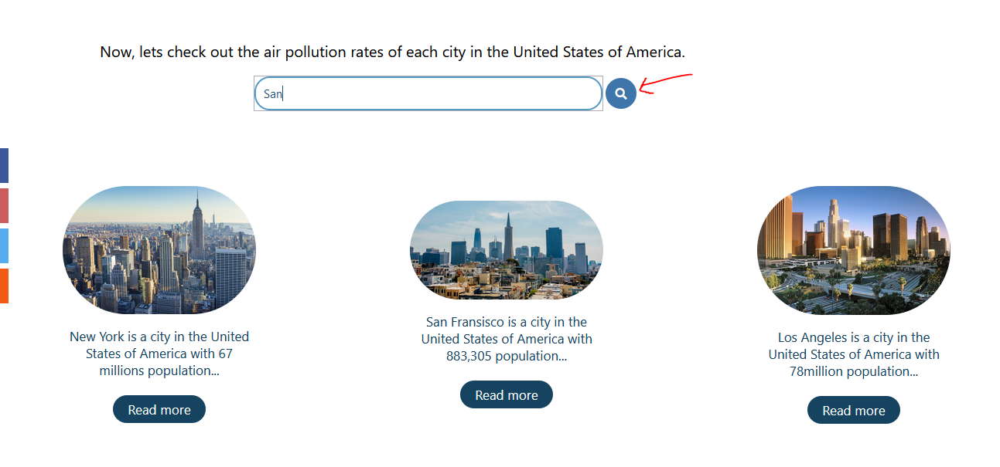 Now, lets check out the air pollution rates of each city in the United States of America.
San
New York is a city in the United
States of America with 67
millions population...
Read more
San Fransisco is a city in the
United States of America with
883,305 population...
Read more
Los Angeles is a city in the
United States of America with
78million population...
Read more